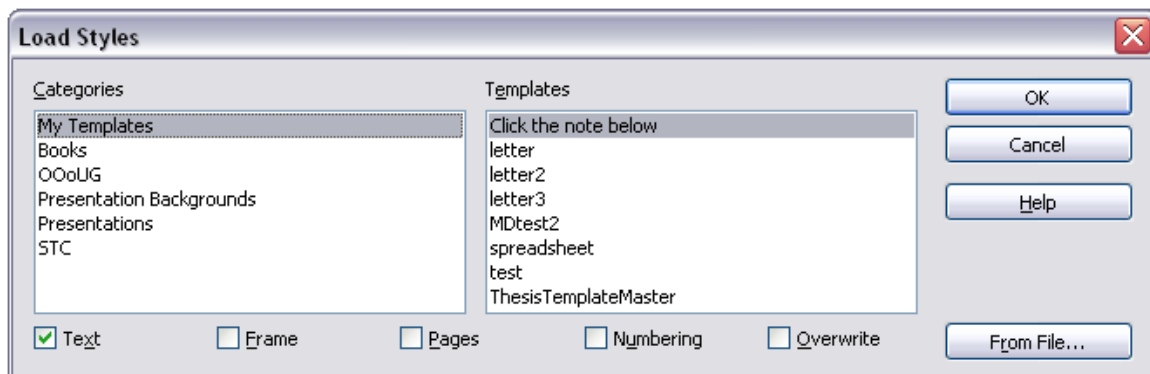 Load Styles
Categories
My Templates
Books
OOoUG
Presentation Backgrounds
Presentations
STC
Templates
Click the note below
letter
letter2
letter3
MDtest2
spreadsheet
test
ThesisTemplateMaster
OK
Cancel
Help
Text Frame Pages Numbering Overwrite
From File...